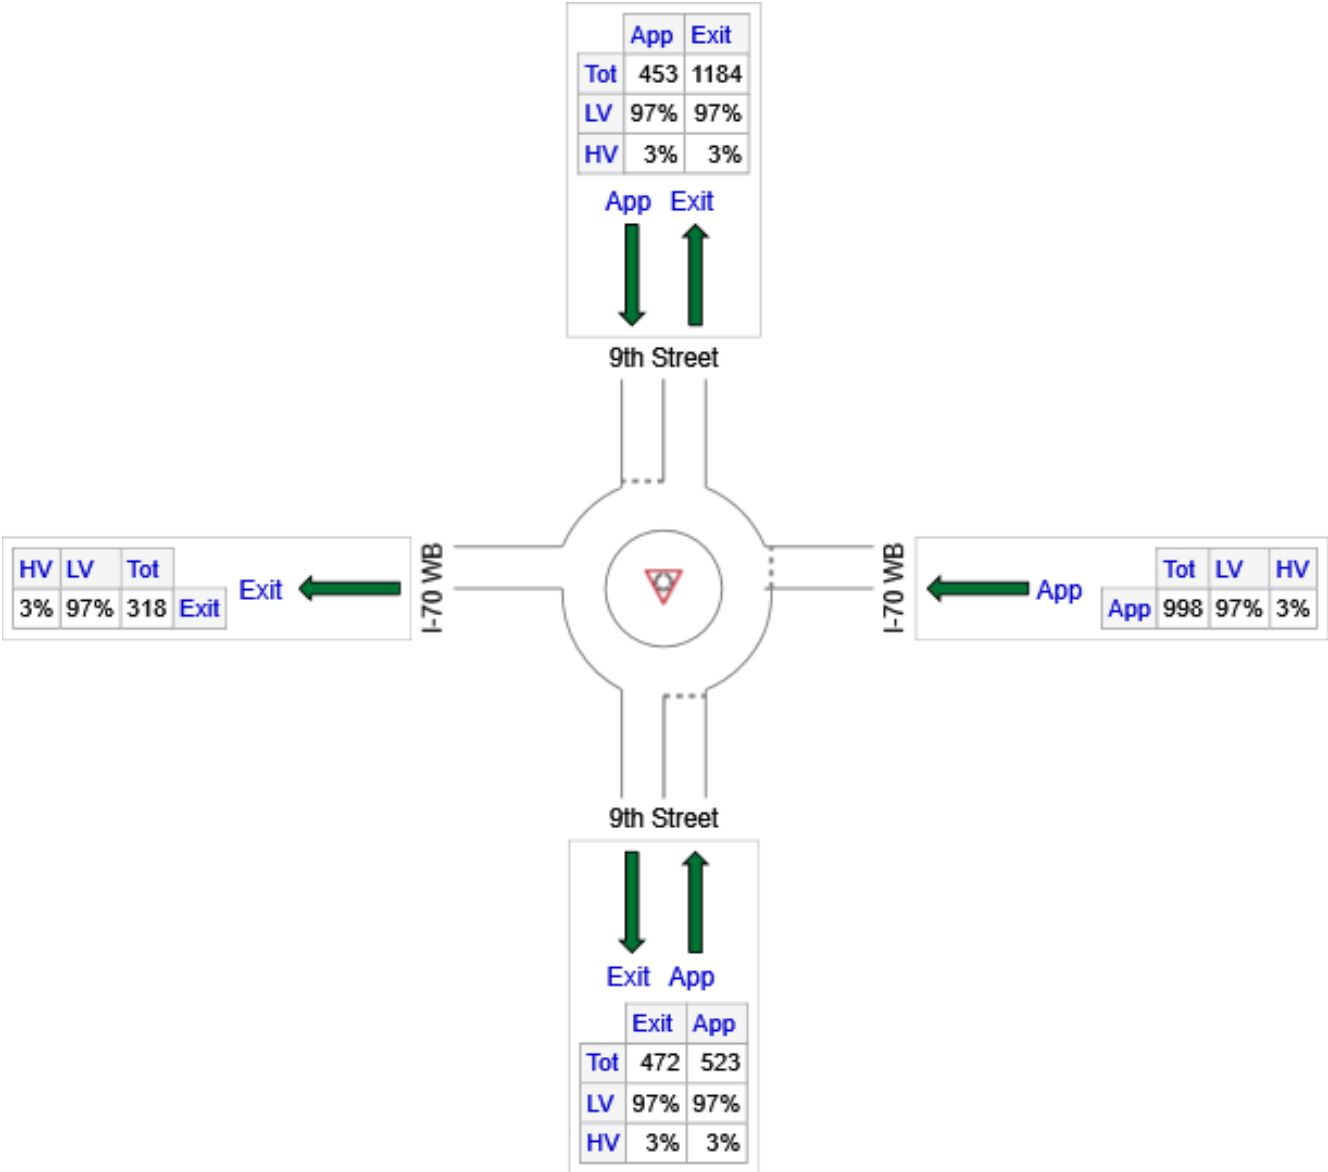 App Exit
Tot 453 1184
LV 97% 97%
HV 3% 3%
App Exit
9th Street
HV LV Tot
3% 97% 318 Exit
Exit
I-70 WB
I-70 WB
App
Tot LV HV
App 998 97% 3%
9th Street
Exit App
Exit App
Tot 472 523
LV 97% 97%
HV 3% 3%